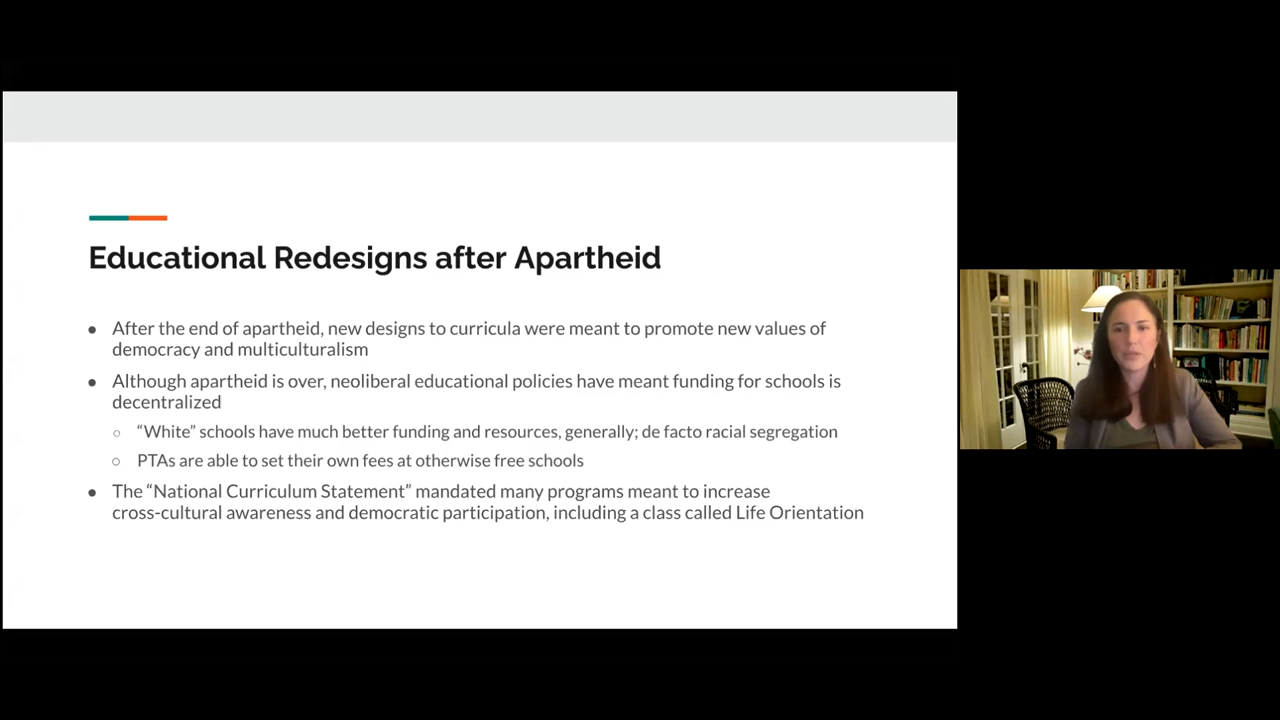 Educational Redesigns after Apartheid
● After the end of apartheid, new designs to curricula were meant to promote new values of
democracy and multiculturalism
● Although apartheid is over, neoliberal educational policies have meant funding for schools is
decentralized
○ “White” schools have much better funding and resources, generally; de facto racial segregation
○ PTAs are able to set their own fees at otherwise free schools
● The “National Curriculum Statement” mandated many programs meant to increase
cross-cultural awareness and democratic participation, including a class called Life Orientation